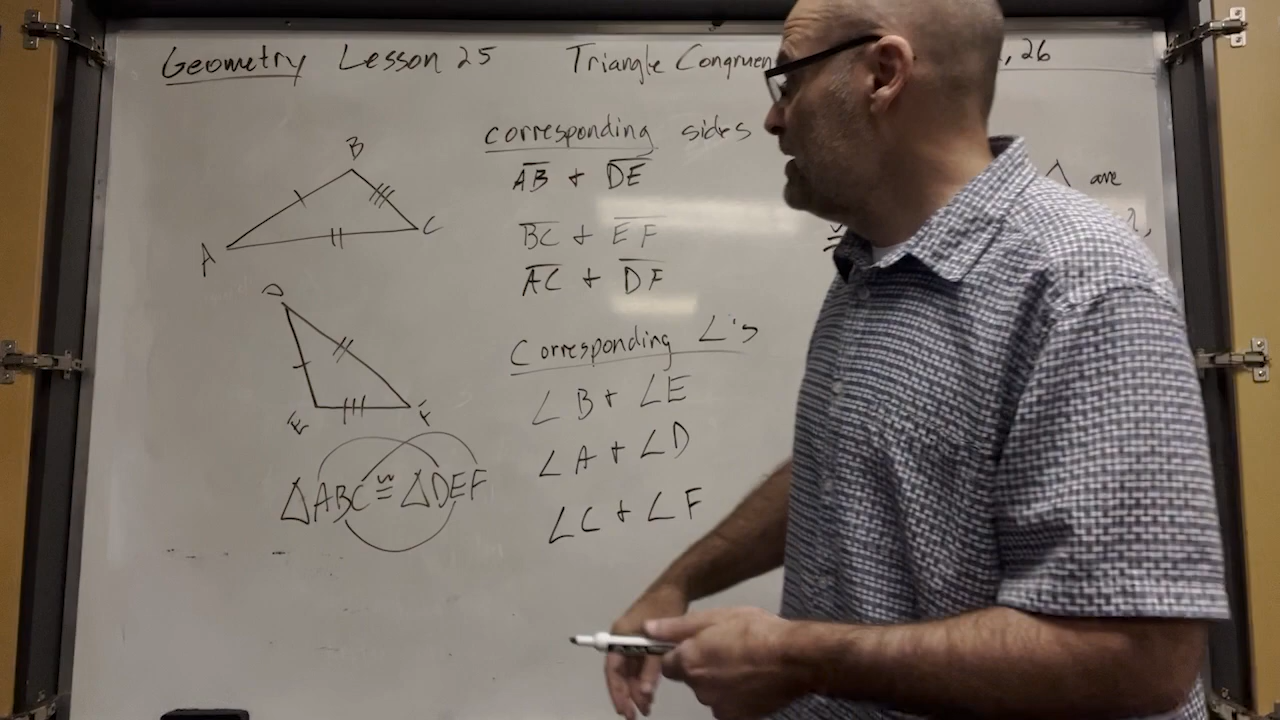 Geometry Lesson 25 Triangle Congruen , 26
corresponding sides
AB + DE
BC + EF
AC + DF
Corresponding ∠'s
∠B + ∠E
∠A + ∠D
∠C + ∠F
B
A
C
D
E
F
△ABC ≅ △DEF
△ are
≅